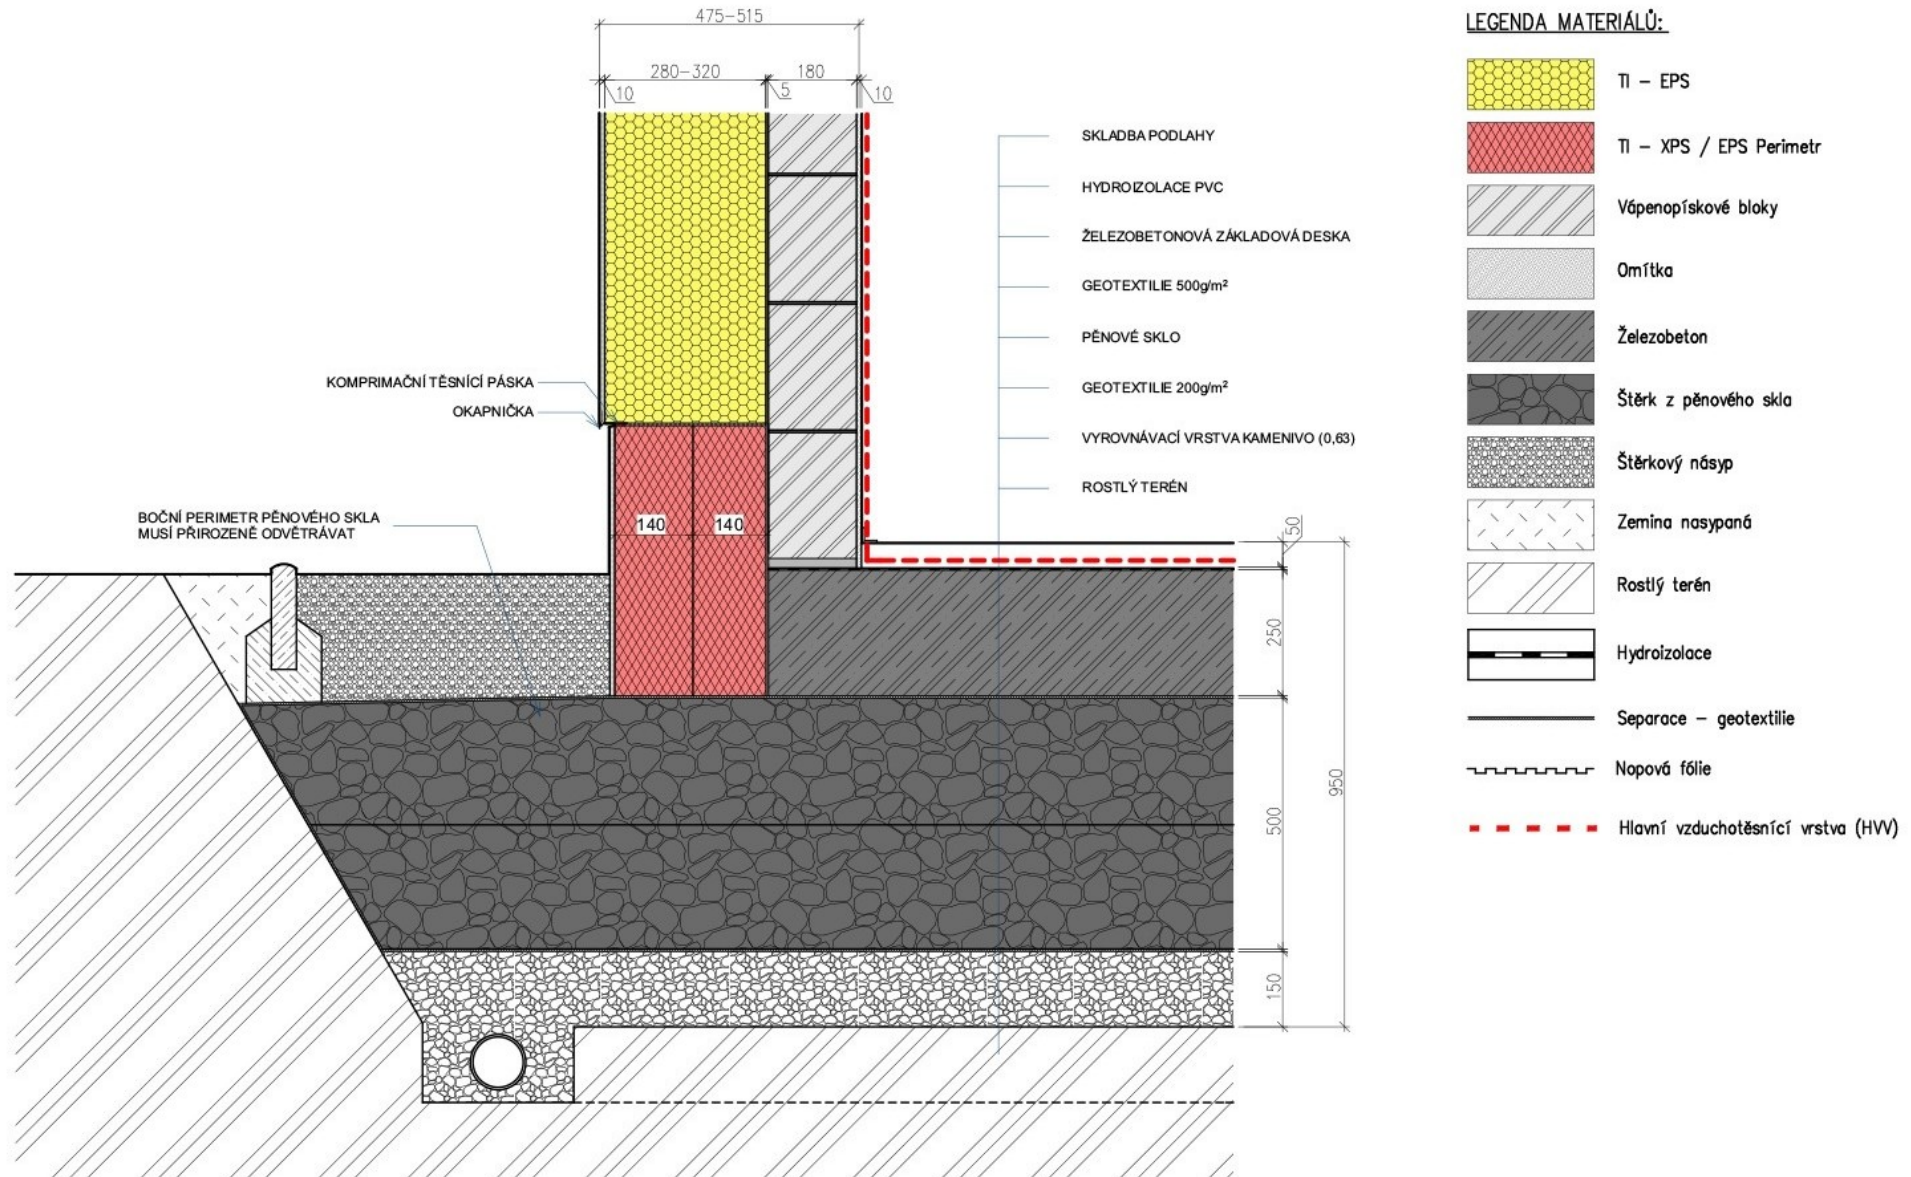 475-515
280-320
180
10
5
10
SKLADBA PODLAHY
HYDROIZOLACE PVC
ŽELEZOBETONOVÁ ZÁKLADOVÁ DESKA
GEOTEXTILIE 500g/m²
PĚNOVÉ SKLO
GEOTEXTILIE 200g/m²
VYROVNÁVACÍ VRSTVA KAMENIVO (0,63)
ROSTLÝ TERÉN
KOMPRIMAČNÍ TĚSNÍCÍ PÁSKA
OKAPNIČKA
BOČNÍ PERIMETR PĚNOVÉHO SKLA
MUSÍ PŘIROZENĚ ODVĚTRÁVAT
140
140
50
250
500
150
950
LEGENDA MATERIÁLŮ:
TI – EPS
TI – XPS / EPS Perimetr
Vápenopískové bloky
Omítka
Železobeton
Štěrk z pěnového skla
Štěrkový násyp
Zemina nasypaná
Rostlý terén
Hydroizolace
Separace – geotextilie
Nopová fólie
Hlavní vzduchotěsnící vrstva (HVV)